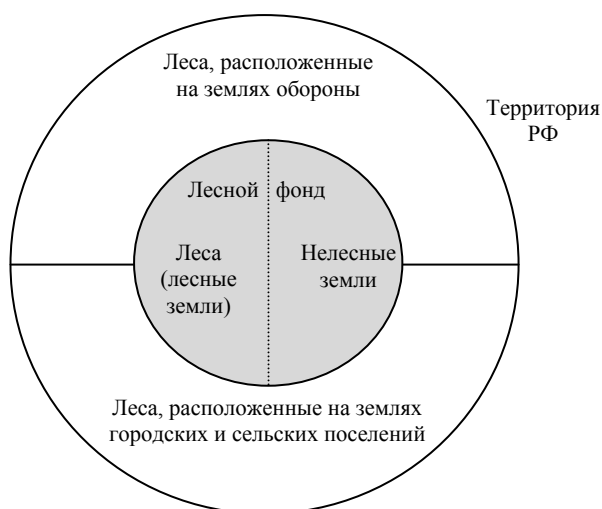 Леса, расположенные
на землях обороны
Территория
РФ
Лесной фонд
Леса
(лесные
земли)
Нелесные
земли
Леса, расположенные на землях
городских и сельских поселений